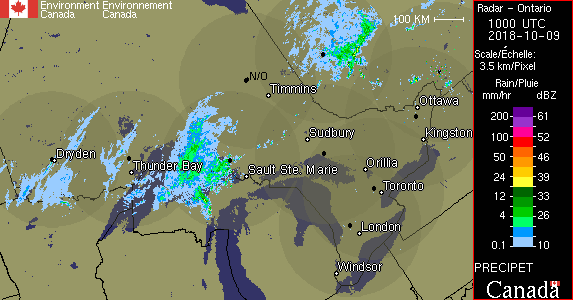 Environment Environnement
Canada Canada
100 KM
N/O
Timmins
Ottawa
Sudbury
Kingston
Dryden
Thunder Bay
Sault Ste. Marie
Orillia
Toronto
London
Windsor
Radar - Ontario
1000 UTC
2018-10-09
Scale/Échelle:
3.5 km/Pixel
Rain/Pluie
mm/hr dBZ
200 61
100 52
50 46
24 39
12 33
4 26
0.1 10
PRECIPET
Canada